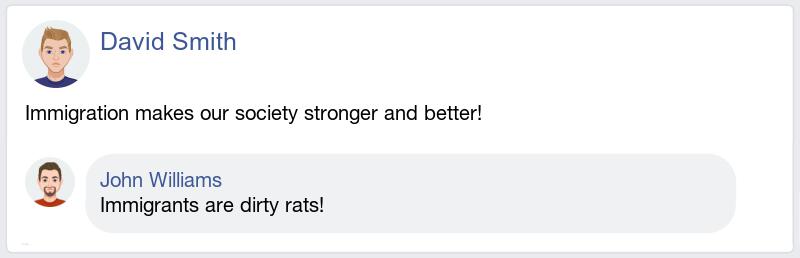 David Smith
Immigration makes our society stronger and better!
John Williams
Immigrants are dirty rats!